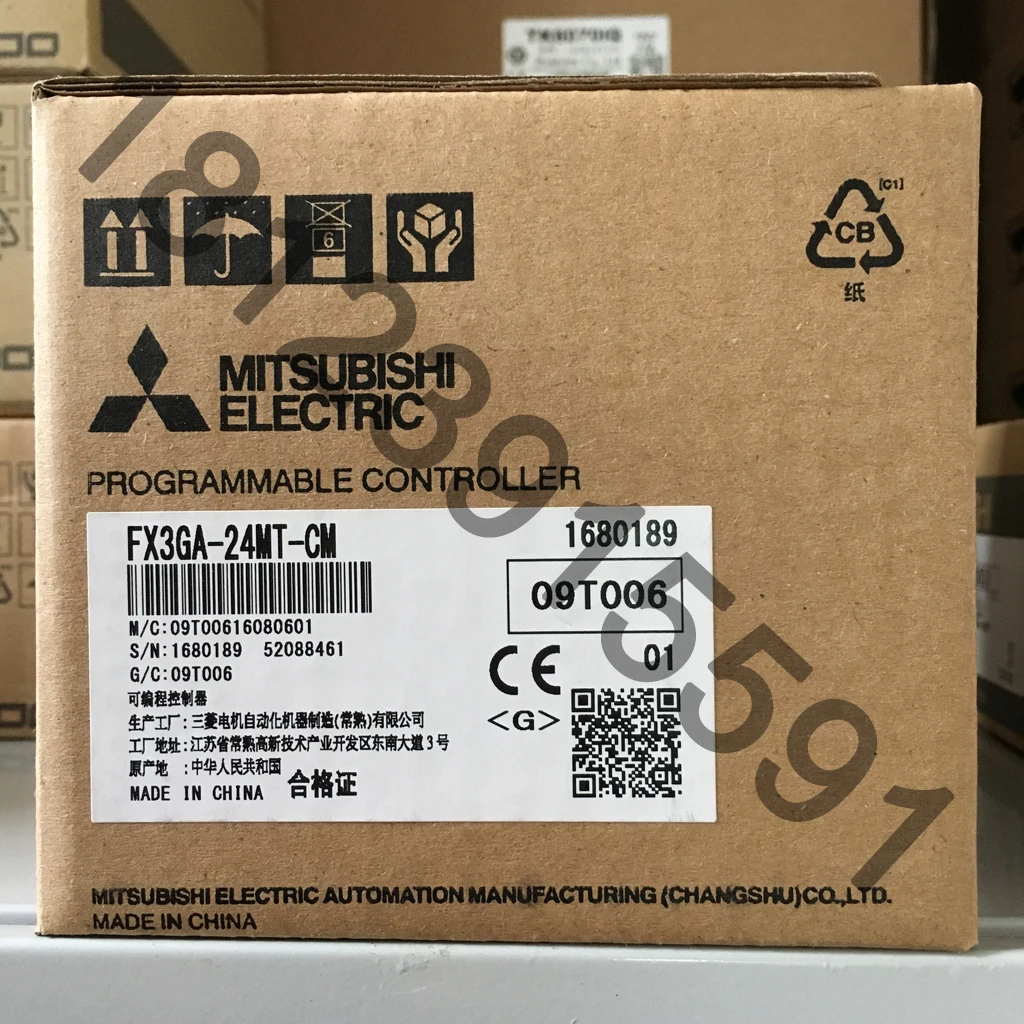 TK8070iH5
[C1]
CB
纸
6
MITSUBISHI
ELECTRIC
PROGRAMMABLE CONTROLLER
FX3GA-24MT-CM
1680189
09T006
M/C:09T00616080601
S/N:1680189 52088461
G/C:09T006
CE
01
<G>
可编程控制器
生产工厂:三菱电机自动化机器制造(常熟)有限公司
工厂地址:江苏省常熟高新技术产业开发区东南大道3号
原产地 :中华人民共和国
MADE IN CHINA 合格证
MITSUBISHI ELECTRIC AUTOMATION MANUFACTURING (CHANGSHU)CO.,LTD.
MADE IN CHINA
18123915591